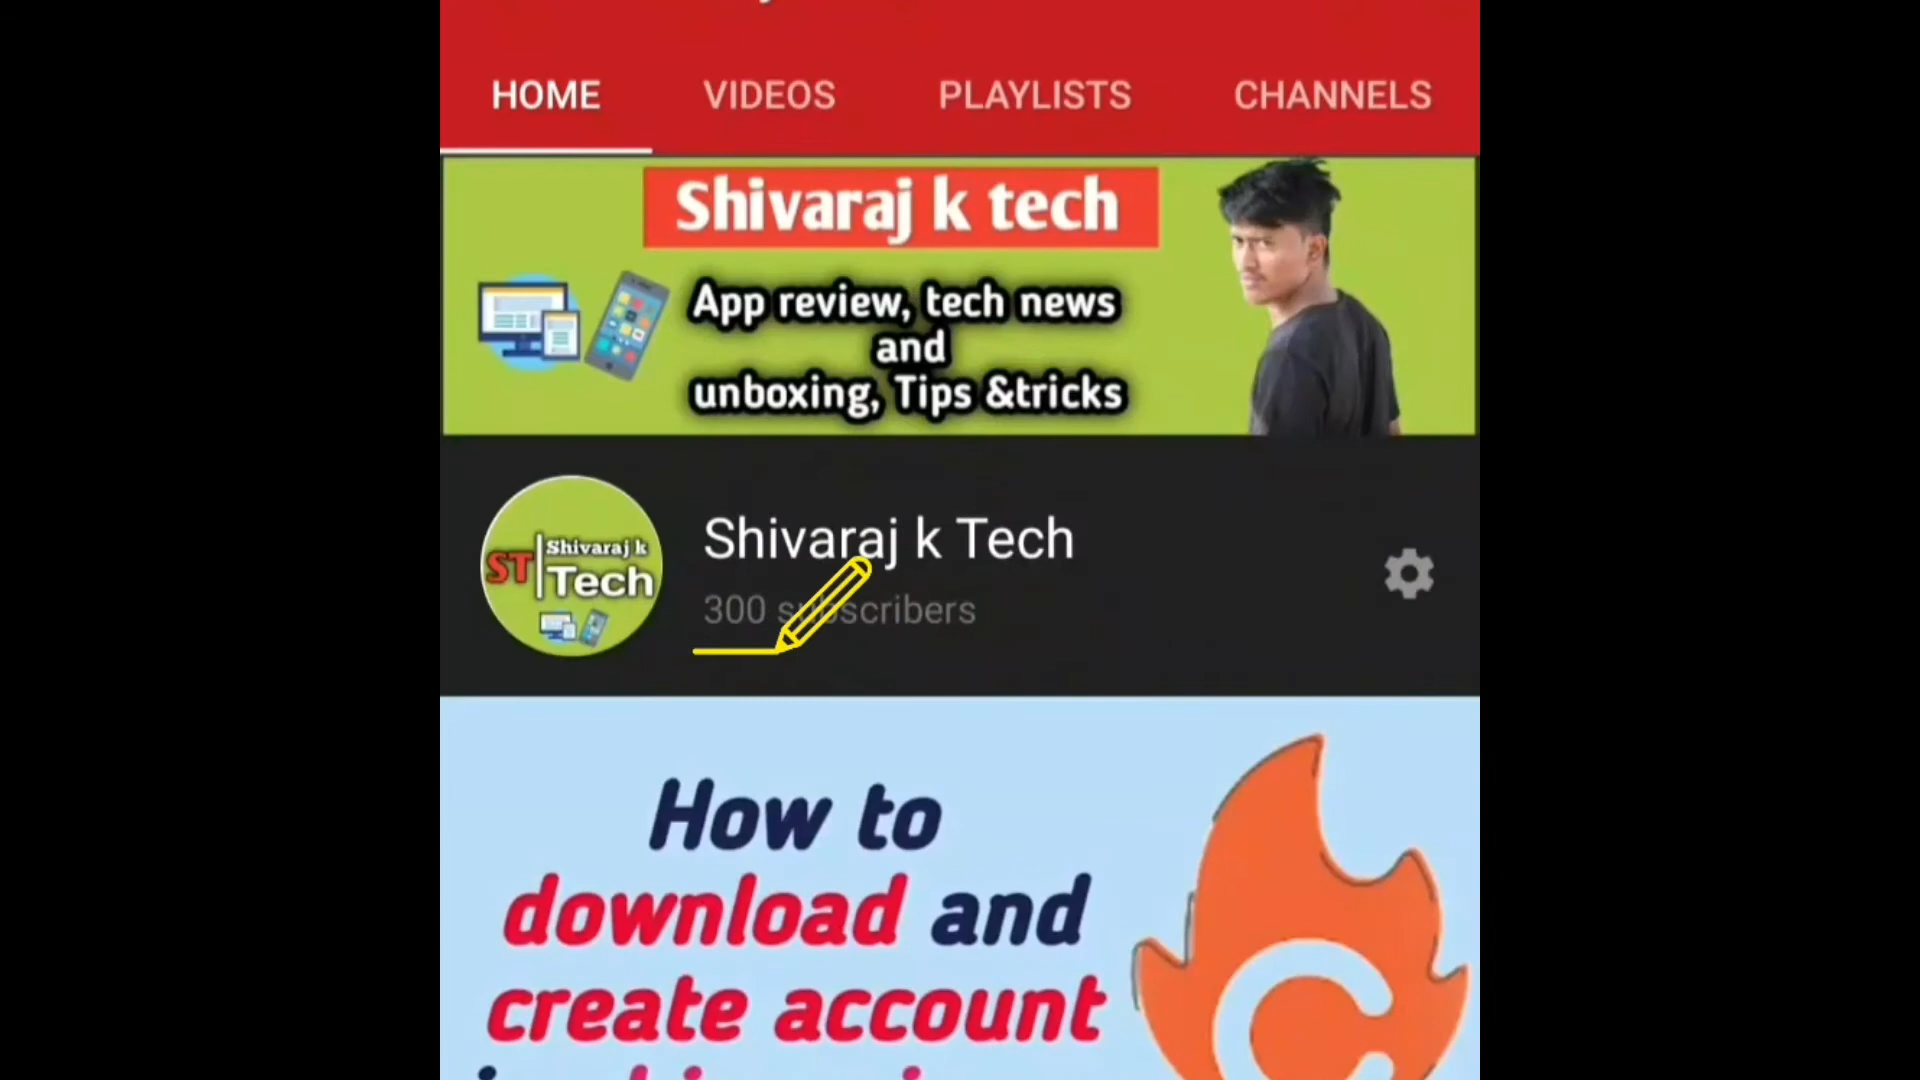 HOME VIDEOS PLAYLISTS CHANNELS
Shivaraj k tech
App review, tech news
and
unboxing, Tips &tricks
Shivaraj k
ST Tech
Shivaraj k Tech
300 subscribers
How to
download and
create account